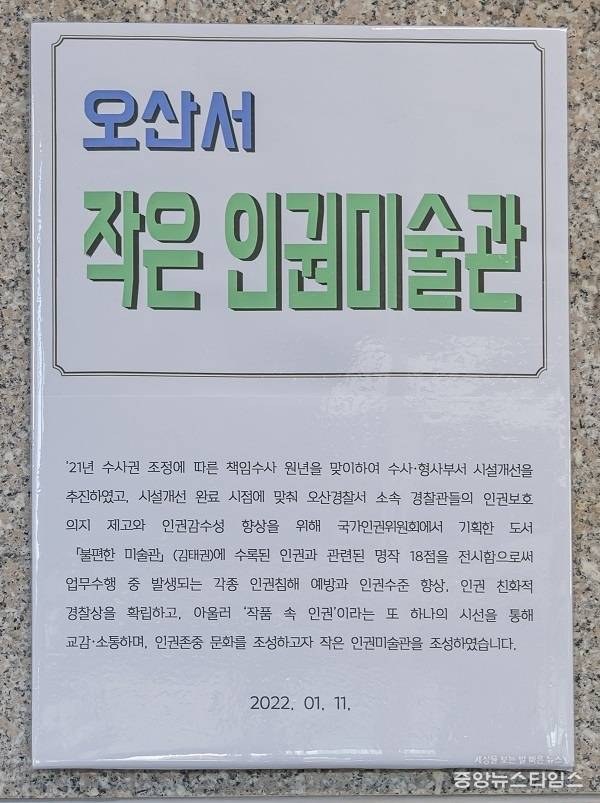 오산서
작은 인권미술관
'21년 수사권 조정에 따른 책임수사 원년을 맞이하여 수사·형사부서 시설개선을
추진하였고, 시설개선 완료 시점에 맞춰 오산경찰서 소속 경찰관들의 인권보호
의지 제고와 인권감수성 향상을 위해 국가인권위원회에서 기획한 도서
「불편한 미술관」(김태권)에 수록된 인권과 관련된 명작 18점을 전시함으로써
업무수행 중 발생되는 각종 인권침해 예방과 인권수준 향상, 인권 친화적
경찰상을 확립하고, 아울러 '작품 속 인권'이라는 또 하나의 시선을 통해
교감·소통하며, 인권존중 문화를 조성하고자 작은 인권미술관을 조성하였습니다.
2022. 01. 11.
세상을 보는 발 빠른 뉴스
중앙뉴스타임스